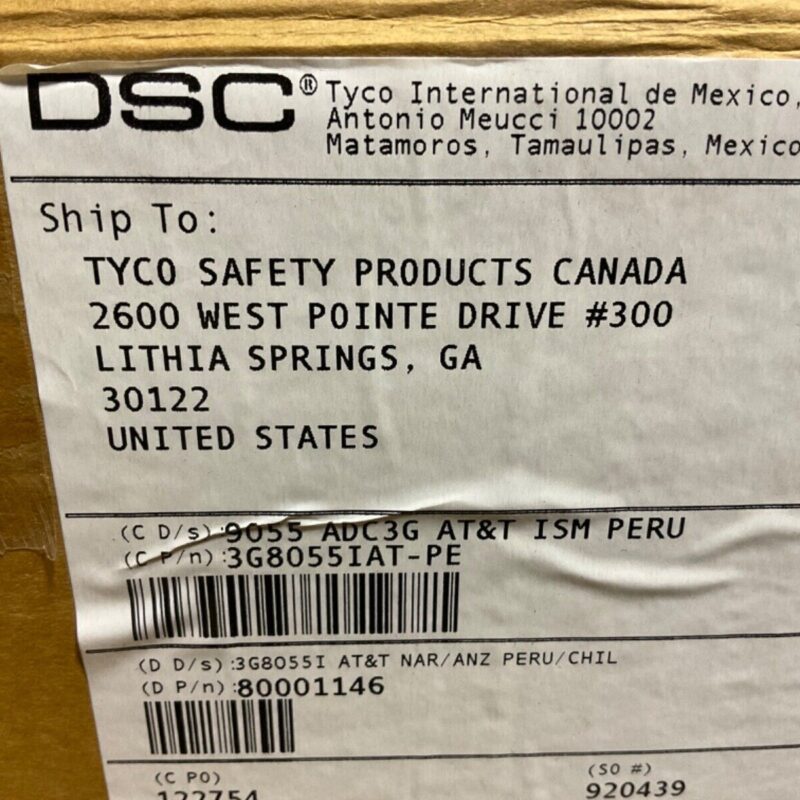 DSC® Tyco International de Mexico,
Antonio Meucci 10002
Matamoros, Tamaulipas, Mexico
Ship To:
TYCO SAFETY PRODUCTS CANADA
2600 WEST POINTE DRIVE #300
LITHIA SPRINGS, GA
30122
UNITED STATES
(C D/s):9055 ADC3G AT&T ISM PERU
(C P/n):3G8055IAT-PE
(D D/s):3G8055I AT&T NAR/ANZ PERU/CHIL
(D P/n):80001146
(C PO) (SO #)
122754 920439